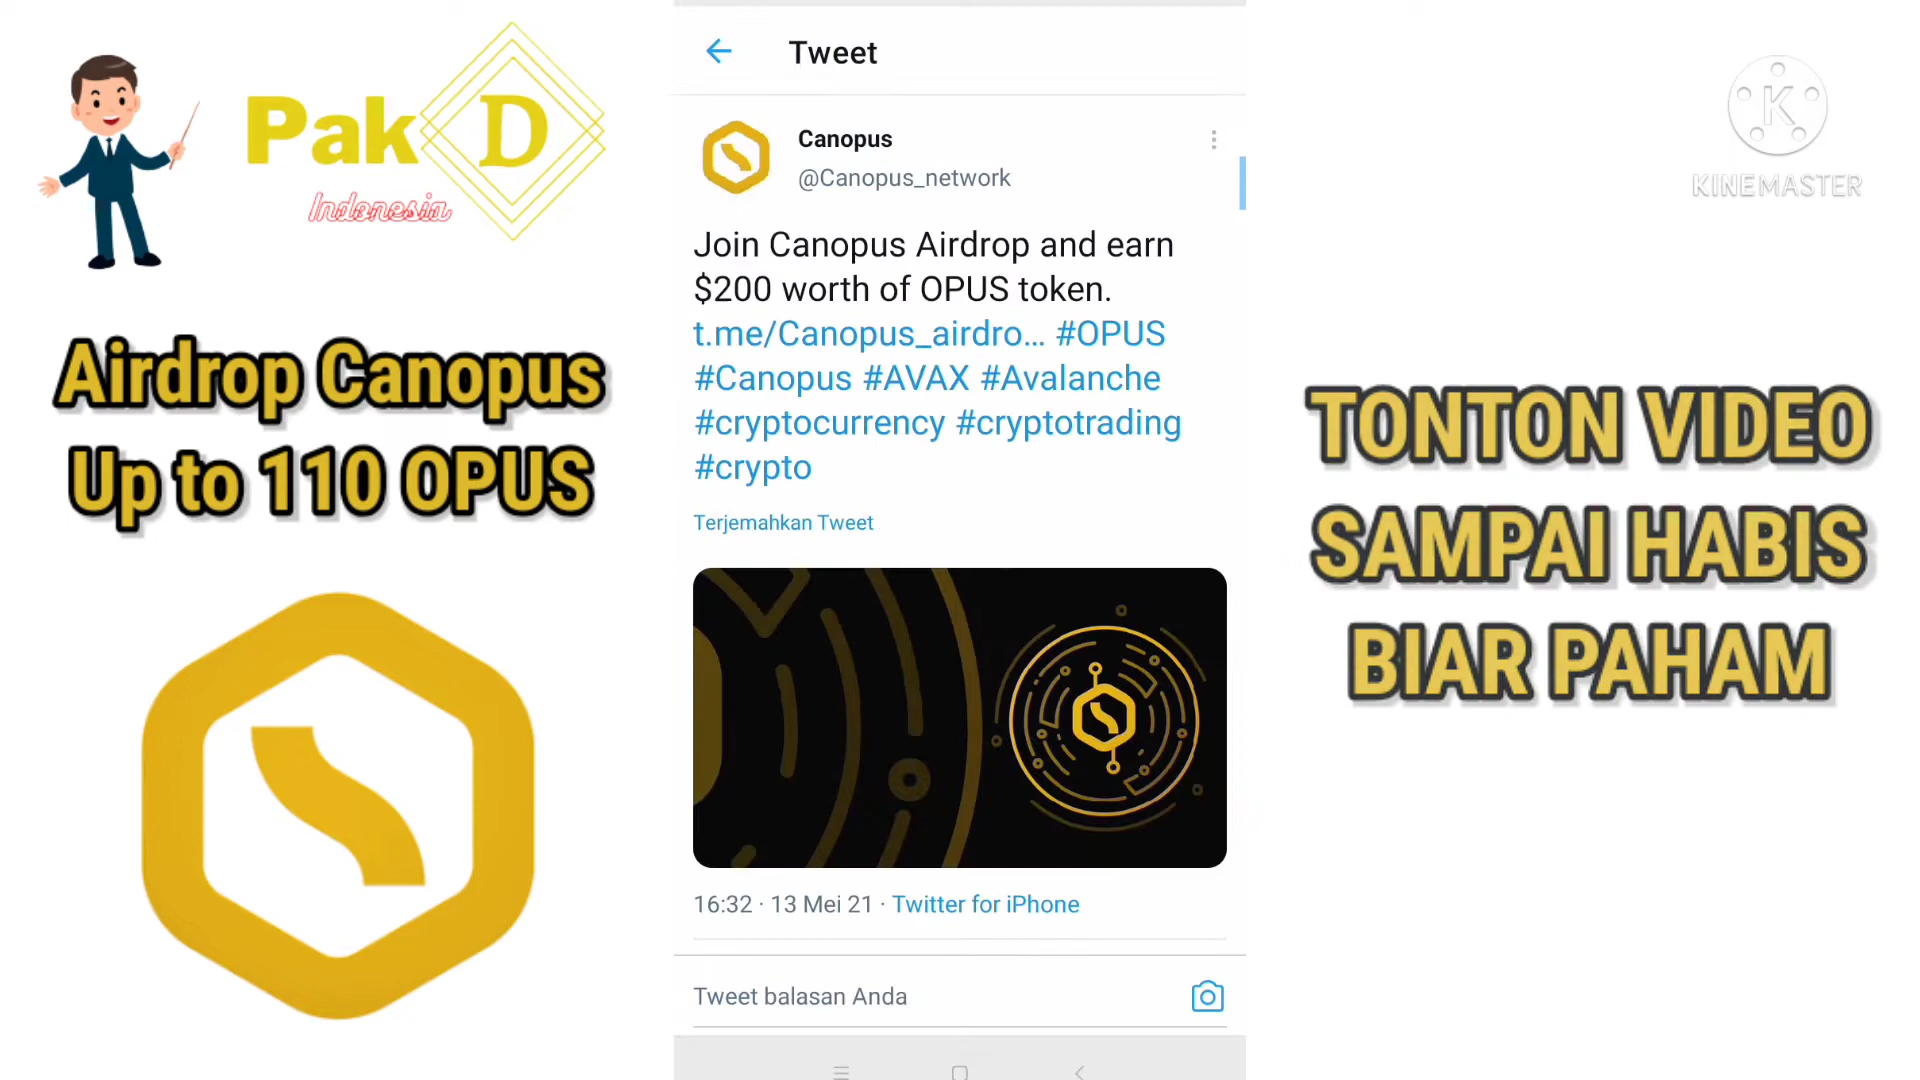 Pak D
Indonesia
Airdrop Canopus
Up to 110 OPUS
Tweet
Canopus
@Canopus_network
Join Canopus Airdrop and earn
$200 worth of OPUS token.
t.me/Canopus_airdro... #OPUS
#Canopus #AVAX #Avalanche
#cryptocurrency #cryptotrading
#crypto
Terjemahkan Tweet
16:32 · 13 Mei 21 · Twitter for iPhone
Tweet balasan Anda
K
KINEMASTER
TONTON VIDEO
SAMPAI HABIS
BIAR PAHAM